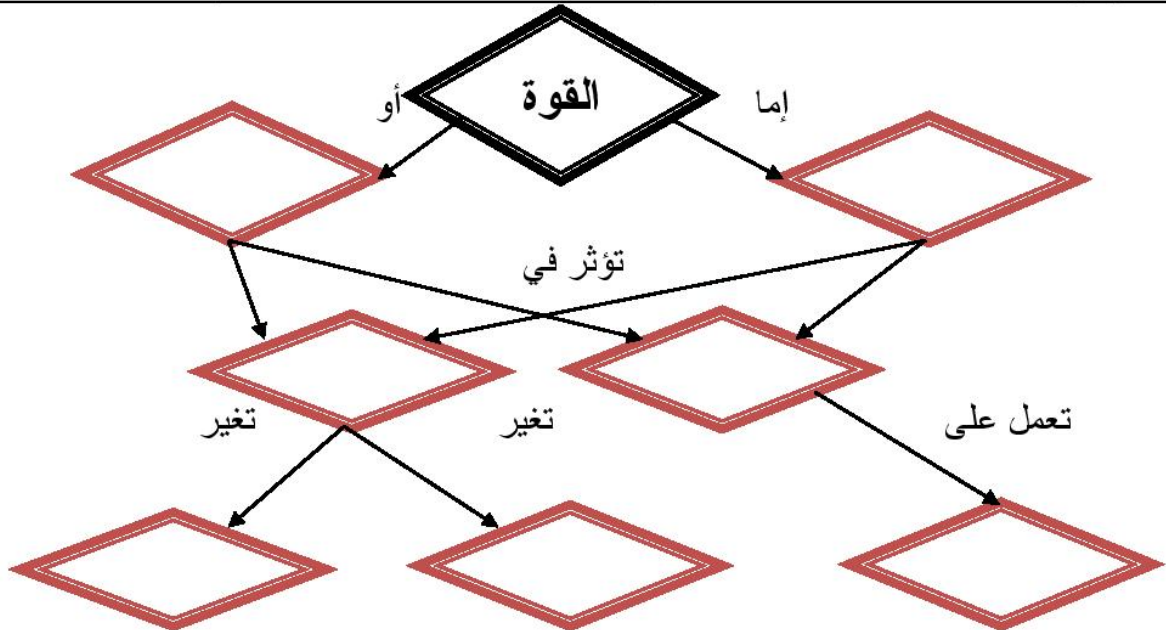 القوة
إما
أو
تؤثر في
تعمل على
تغير
تغير